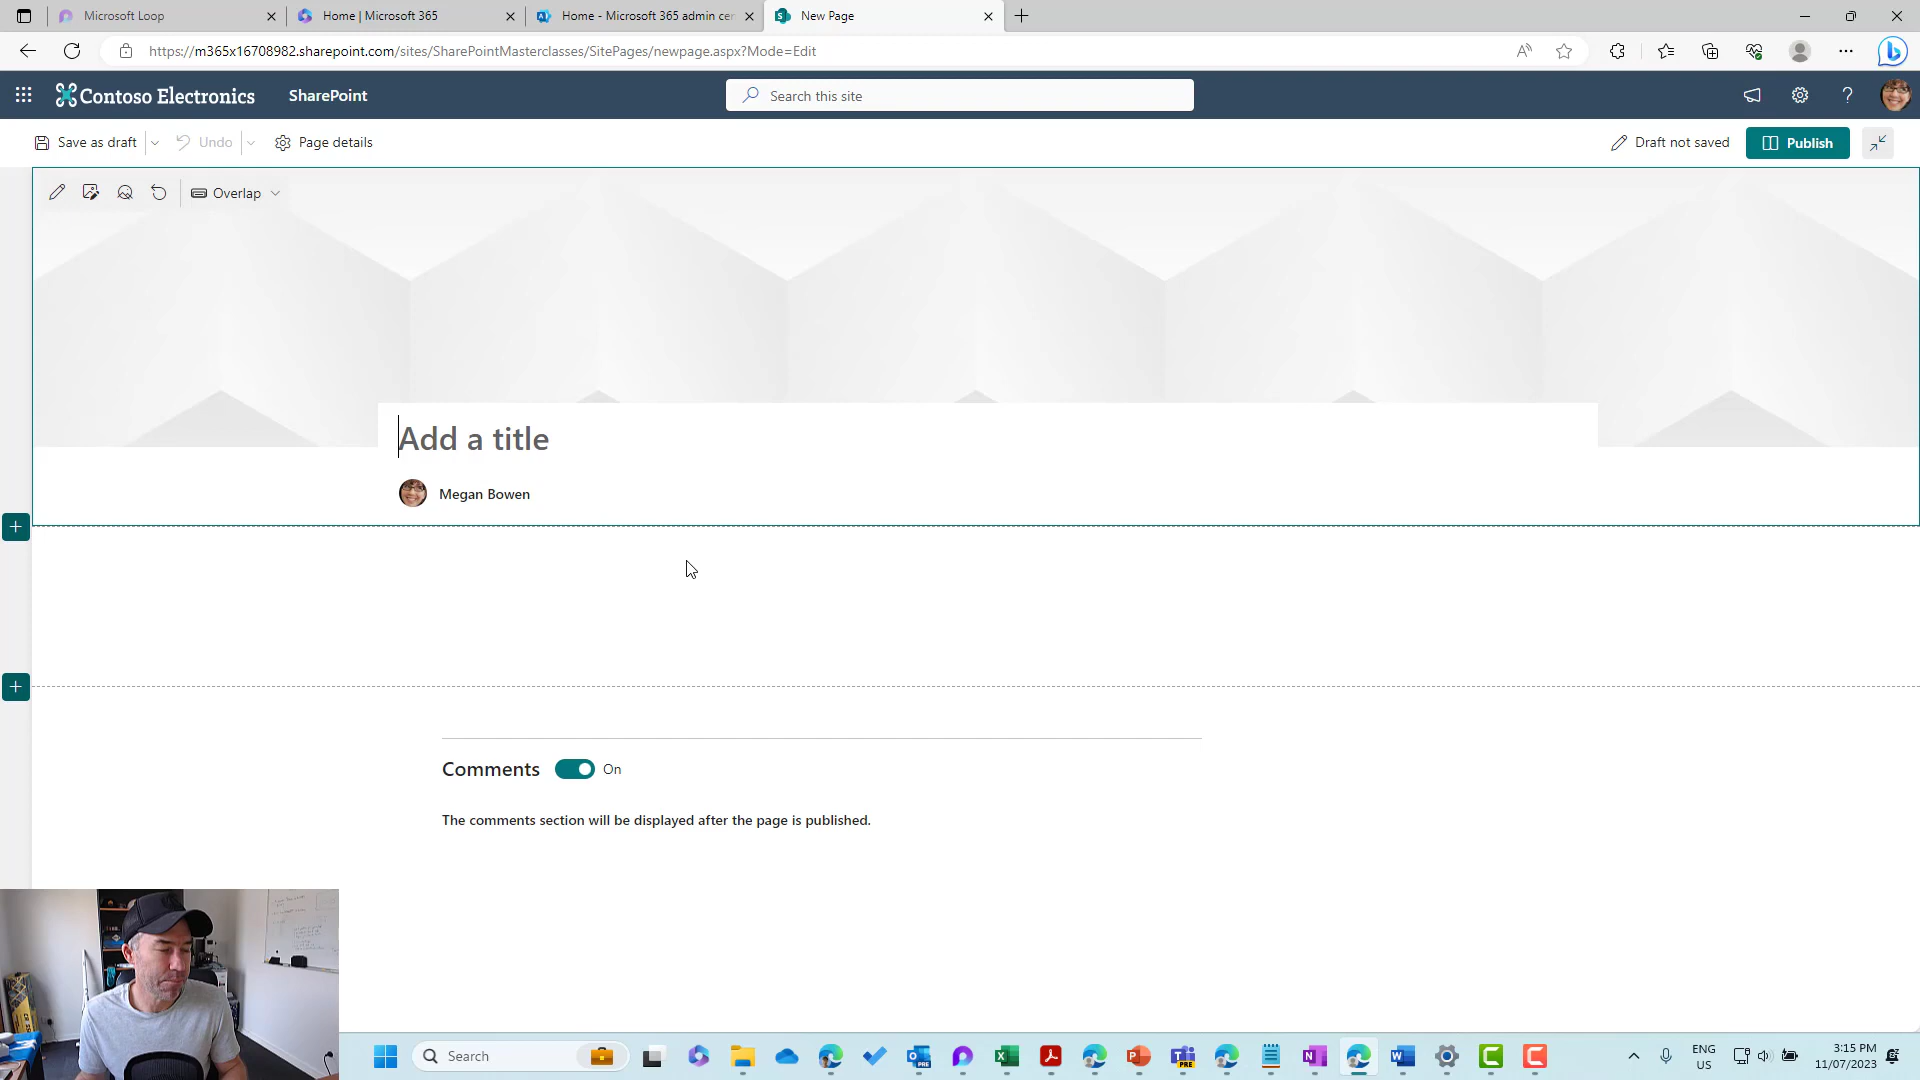 Microsoft Loop
Home | Microsoft 365
Home - Microsoft 365 admin cer
New Page
https://m365x16708982.sharepoint.com/sites/SharePointMasterclasses/SitePages/newpage.aspx?Mode=Edit
Contoso Electronics
SharePoint
Search this site
Save as draft
Undo
Page details
Draft not saved
Publish
Overlap
Add a title
Megan Bowen
Comments
On
The comments section will be displayed after the page is published.
Search
ENG
US
3:15 PM
11/07/2023